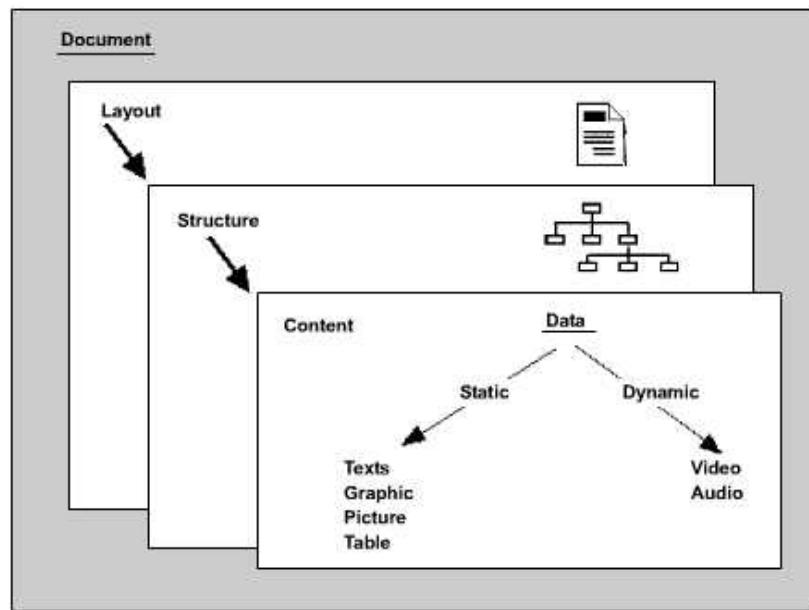 Document
Layout
Structure
Content
Data
Static
Dynamic
Texts
Graphic
Picture
Table
Video
Audio